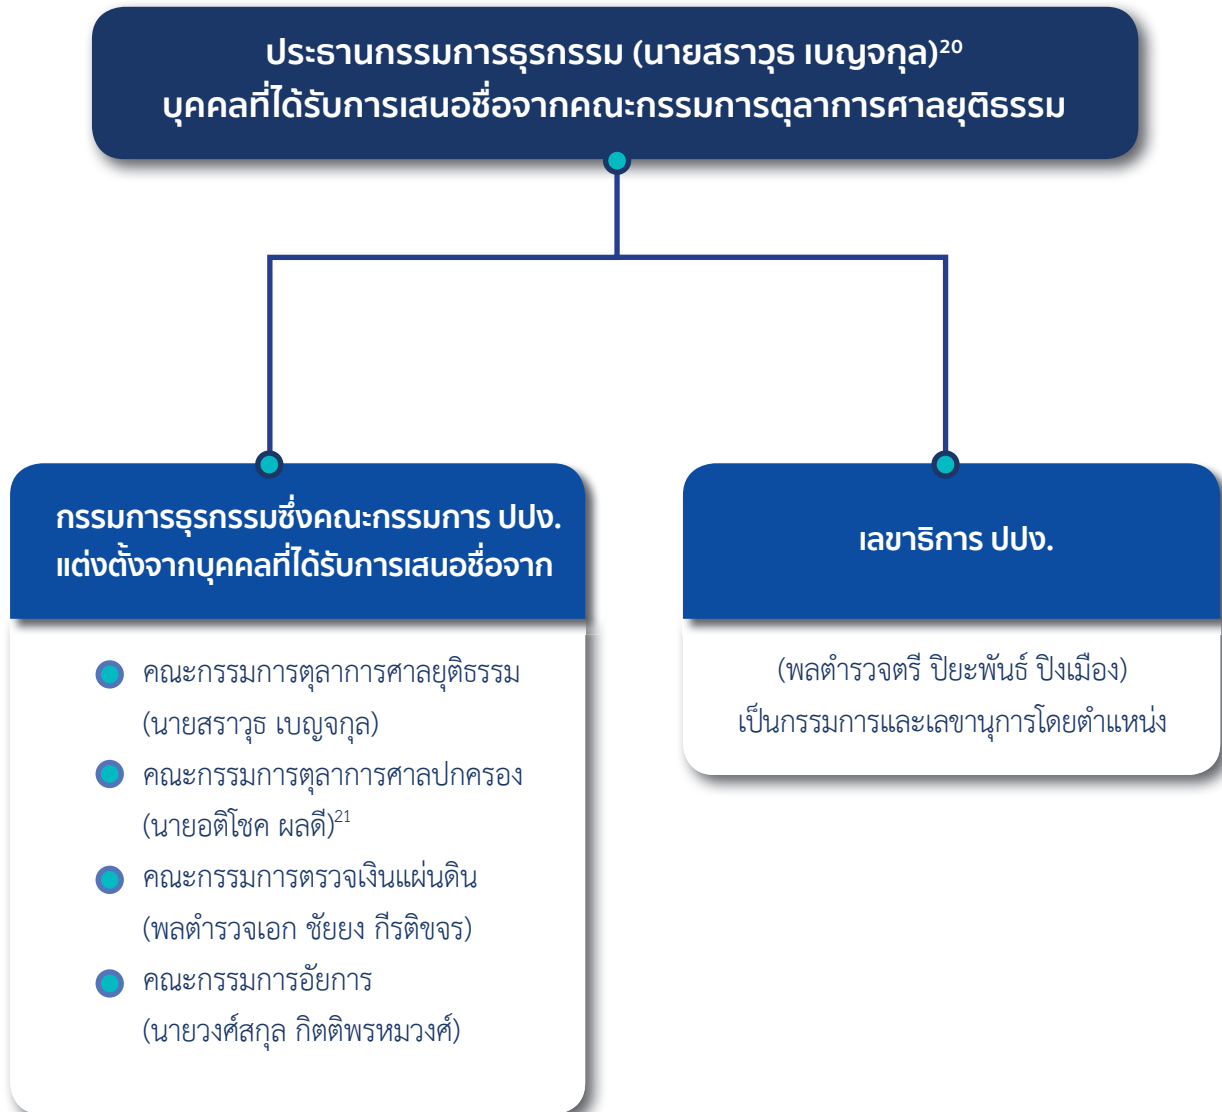 ประธานกรรมการธุรกรรม (นายสราวุธ เบญจกุล)²⁰
บุคคลที่ได้รับการเสนอชื่อจากคณะกรรมการตุลาการศาลยุติธรรม
กรรมการธุรกรรมซึ่งคณะกรรมการ ปปง.
แต่งตั้งจากบุคคลที่ได้รับการเสนอชื่อจาก
คณะกรรมการตุลาการศาลยุติธรรม
(นายสราวุธ เบญจกุล)
คณะกรรมการตุลาการศาลปกครอง
(นายอติโชค ผลดี)²¹
คณะกรรมการตรวจเงินแผ่นดิน
(พลตำรวจเอก ชัยยง กีรติขจร)
คณะกรรมการอัยการ
(นายวงศ์สกุล กิตติพรหมวงศ์)
เลขาธิการ ปปง.
(พลตำรวจตรี ปิยะพันธ์ ปิงเมือง)
เป็นกรรมการและเลขานุการโดยตำแหน่ง